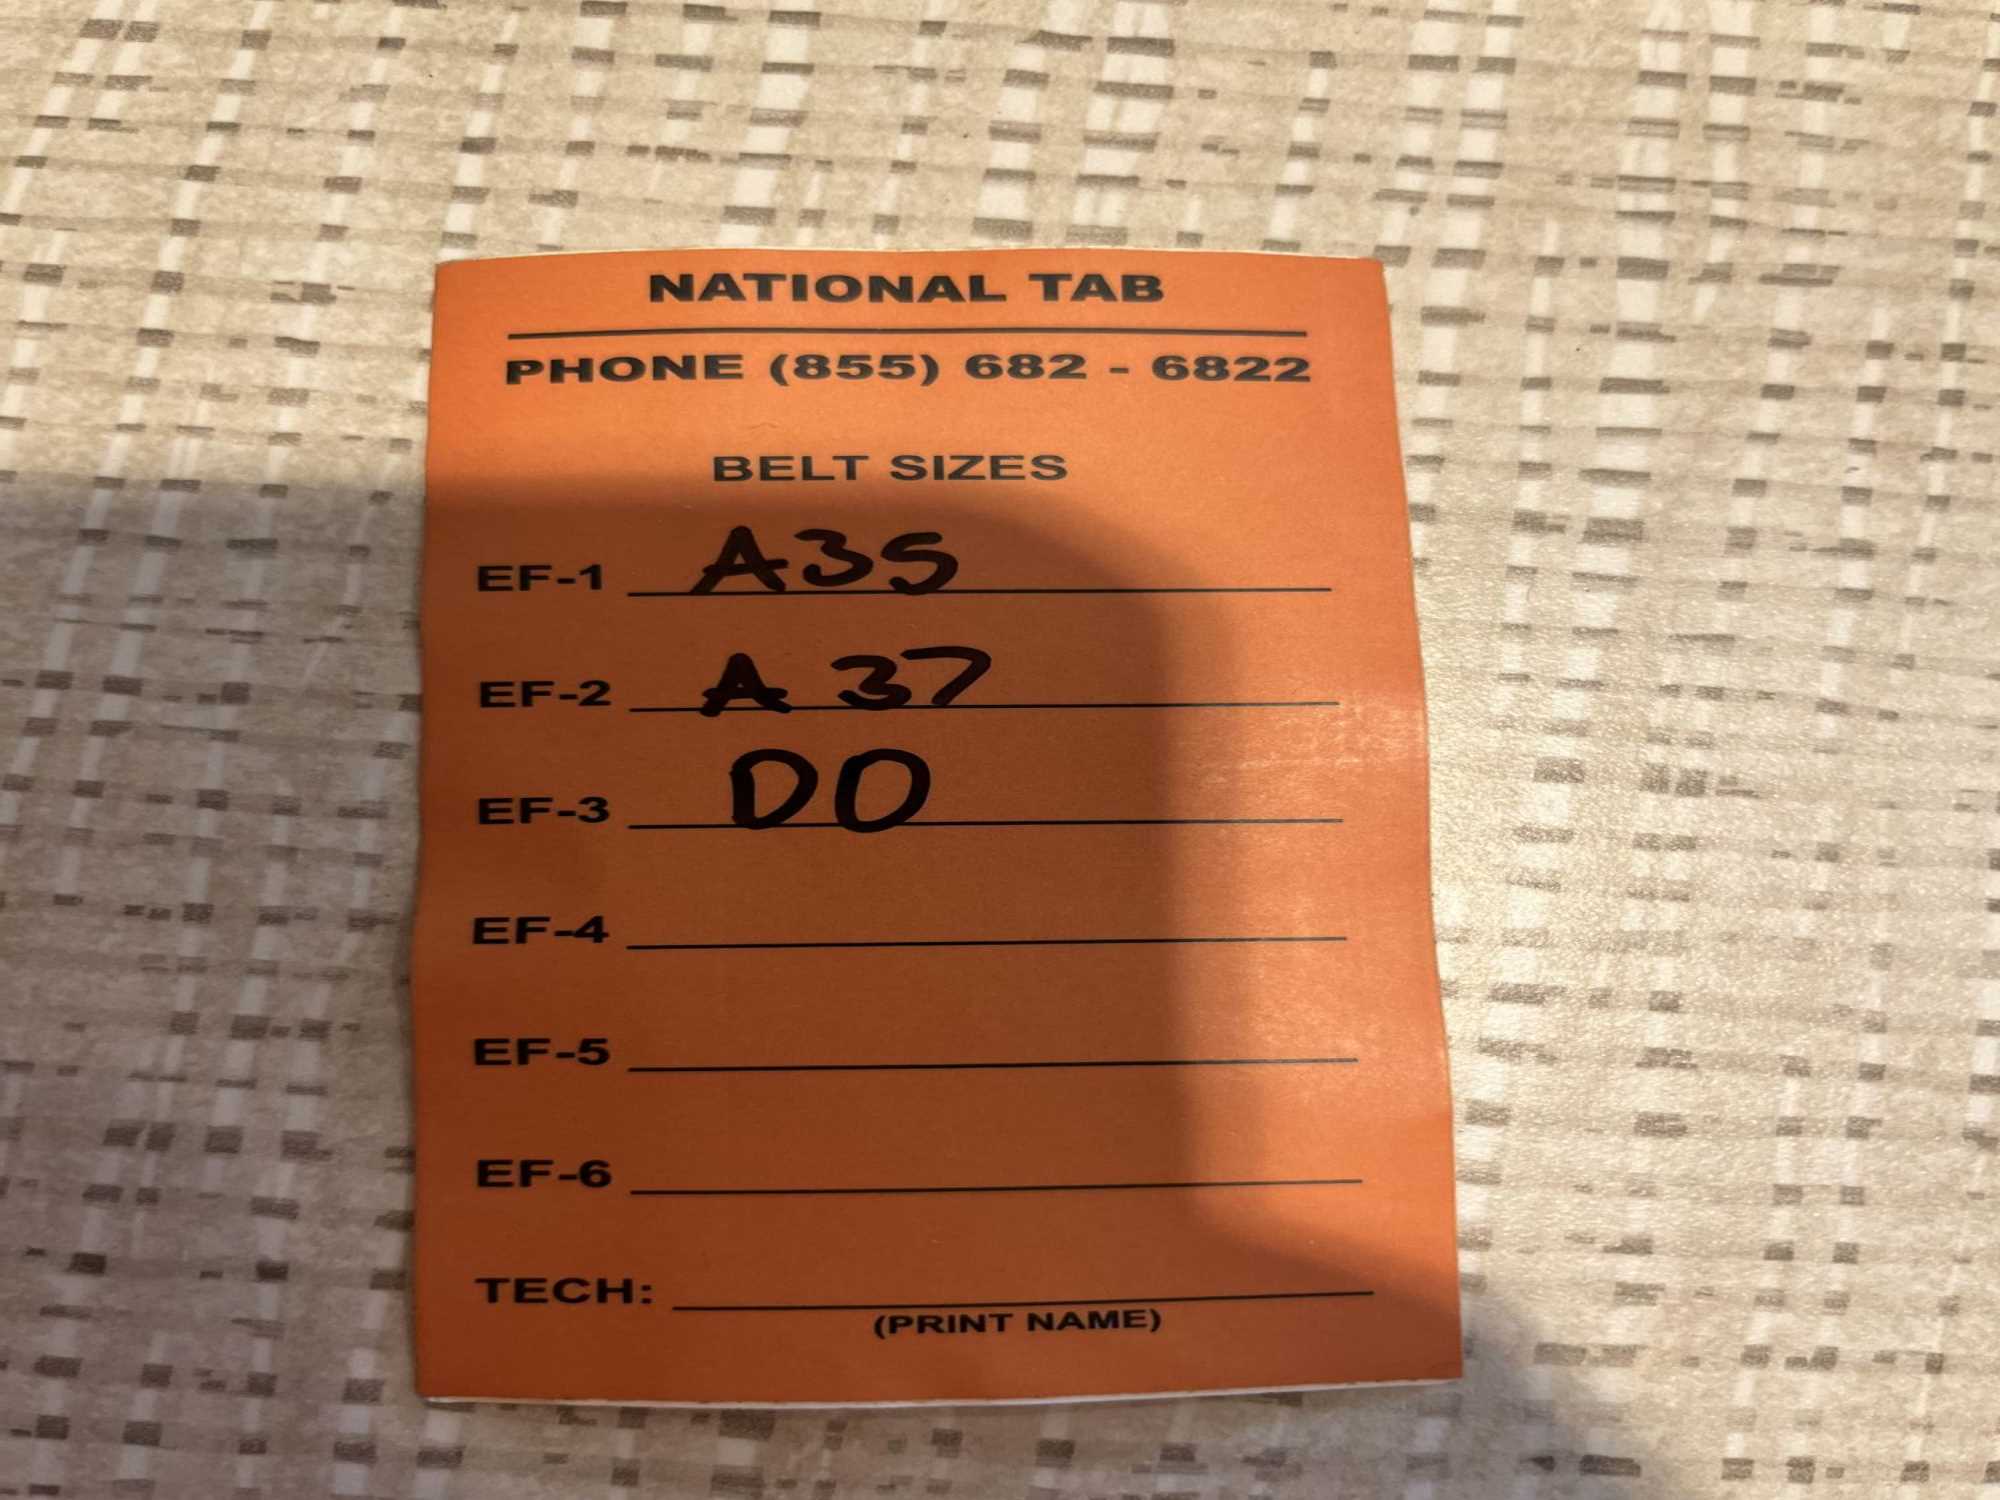 NATIONAL TAB
PHONE (855) 682 - 6822
BELT SIZES
EF-1 A35
EF-2 A 37
EF-3 DO
EF-4
EF-5
EF-6
TECH:
(PRINT NAME)